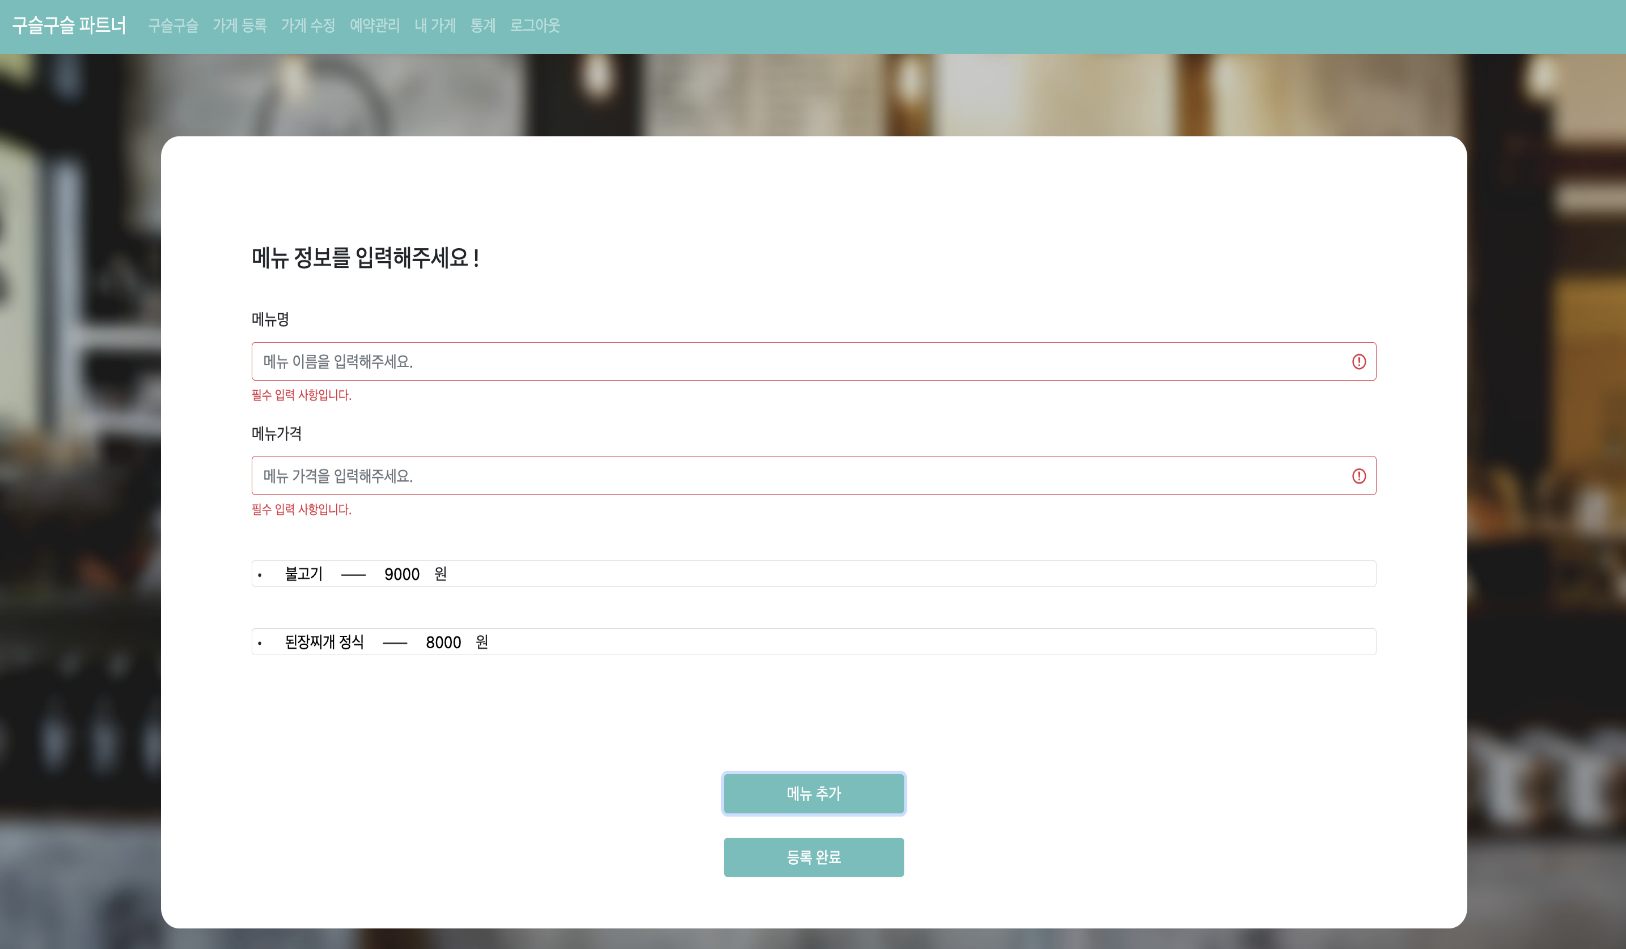 구슬구슬 파트너 구슬구슬 가게 등록 가게 수정 예약관리 내 가게 통계 로그아웃
메뉴 정보를 입력해주세요 !
메뉴명
메뉴 이름을 입력해주세요.
필수 입력 사항입니다.
메뉴가격
메뉴 가격을 입력해주세요.
필수 입력 사항입니다.
• 불고기 ── 9000 원
• 된장찌개 정식 ── 8000 원
메뉴 추가
등록 완료